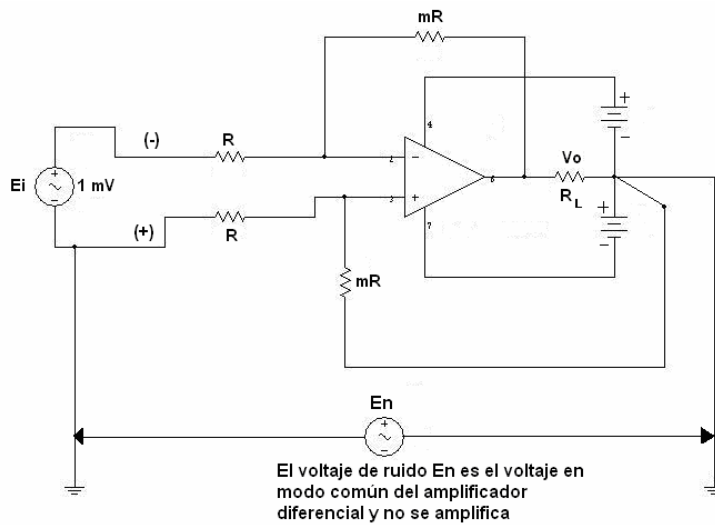 mR
4
+
-
(-)
R
2
-
Vo
Ei
1 mV
6
R
L
+
3
+
(+)
R
7
-
mR
En
El voltaje de ruido En es el voltaje en
modo común del amplificador
diferencial y no se amplifica